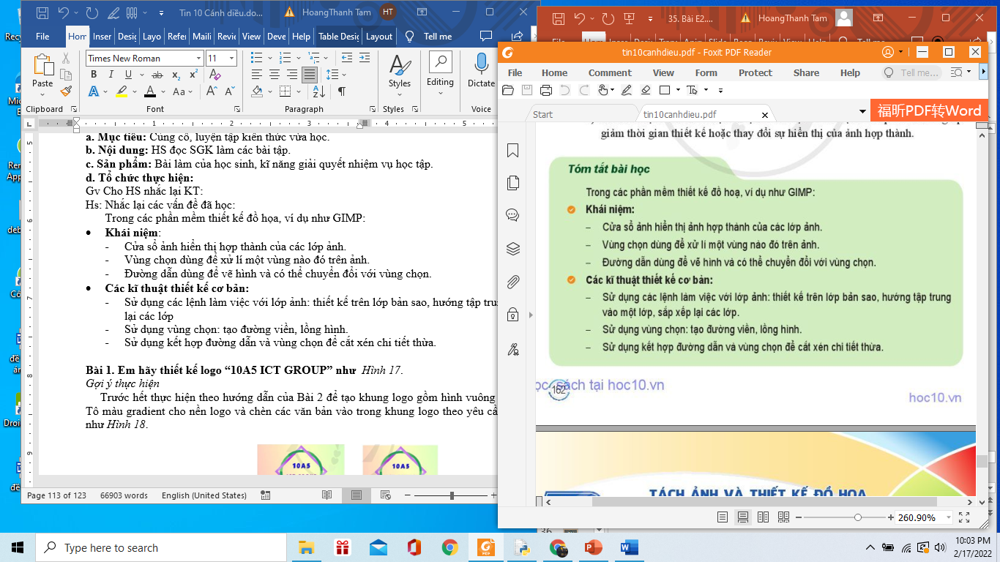 Tin 10 Cánh diều.do...
HoangThanh Tam
HT
File
Hom
Inser
Desig
Layo
Refer
Maili
Revie
View
Deve
Help
Table Desig
Layout
Tell me
Times New Roman
11
Paste
Editing
Styles
Dictate
Clipboard
Font
Paragraph
Styles
Voice
a. Mục tiêu: Củng cố, luyện tập kiến thức vừa học.
b. Nội dung: HS đọc SGK làm các bài tập.
c. Sản phẩm: Bài làm của học sinh, kĩ năng giải quyết nhiệm vụ học tập.
d. Tổ chức thực hiện:
Gv Cho HS nhắc lại KT:
Hs: Nhắc lại các vấn đề đã học:
Trong các phần mềm thiết kế đồ họa, ví dụ như GIMP:
• Khái niệm:
- Cửa sổ ảnh hiển thị hợp thành của các lớp ảnh.
- Vùng chọn dùng để xử lí một vùng nào đó trên ảnh.
- Đường dẫn dùng để vẽ hình và có thể chuyển đổi với vùng chọn.
• Các kĩ thuật thiết kế cơ bản:
- Sử dụng các lệnh làm việc với lớp ảnh: thiết kế trên lớp bản sao, hướng tập trun
lại các lớp
- Sử dụng vùng chọn: tạo đường viền, lồng hình.
- Sử dụng kết hợp đường dẫn và vùng chọn để cắt xén chi tiết thừa.
Bài 1. Em hãy thiết kế logo “10A5 ICT GROUP” như Hình 17.
Gợi ý thực hiện
Trước hết thực hiện theo hướng dẫn của Bài 2 để tạo khung logo gồm hình vuông
Tô màu gradient cho nền logo và chèn các văn bản vào trong khung logo theo yêu cầ
như Hình 18.
10A5
10A5
Page 113 of 123
66903 words
English (United States)
35. Bài E2....
HoangThanh Tam
tin10canhdieu.pdf - Foxit PDF Reader
File
Home
Comment
View
Form
Protect
Share
Help
Tell me...
Start
tin10canhdieu.pdf
福昕PDF转Word
giảm thời gian thiết kế hoặc thay đổi sự hiển thị của ảnh hợp thành.
Tóm tắt bài học
Trong các phần mềm thiết kế đồ hoạ, ví dụ như GIMP:
Khái niệm:
– Cửa sổ ảnh hiển thị ảnh hợp thành của các lớp ảnh.
– Vùng chọn dùng để xử lí một vùng nào đó trên ảnh.
– Đường dẫn dùng để vẽ hình và có thể chuyển đổi với vùng chọn.
Các kĩ thuật thiết kế cơ bản:
– Sử dụng các lệnh làm việc với lớp ảnh: thiết kế trên lớp bản sao, hướng tập trung
vào một lớp, sắp xếp lại các lớp.
– Sử dụng vùng chọn: tạo đường viền, lồng hình.
– Sử dụng kết hợp đường dẫn và vùng chọn để cắt xén chi tiết thừa.
ọc sách tại hoc10.vn
162
hoc10.vn
TÁCH ẢNH VÀ THIẾT KẾ ĐỒ HOẠ
260.90%
Type here to search
10:03 PM
2/17/2022